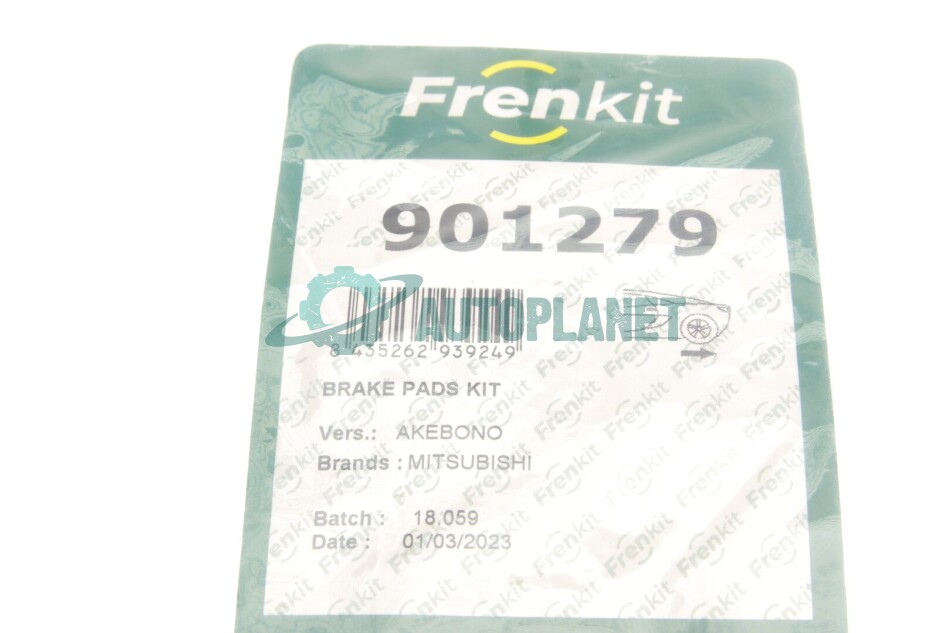 Frenkit
901279
AUTOPLANET
8 435262 939249
BRAKE PADS KIT
Vers.: AKEBONO
Brands : MITSUBISHI
Batch : 18.059
Date : 01/03/2023